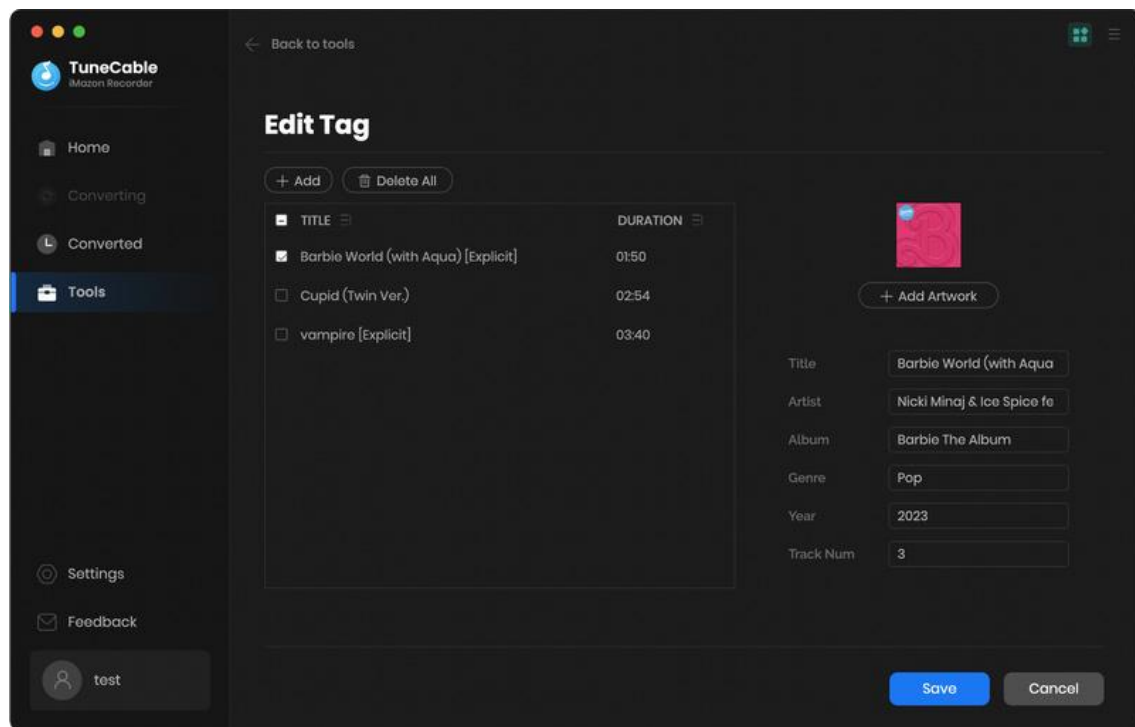 TuneCable
iMazon Recorder
Home
Converting
Converted
Tools
Settings
Feedback
test
Back to tools
Edit Tag
+ Add
Delete All
TITLE DURATION
Barbie World (with Aqua) [Explicit] 01:50
Cupid (Twin Ver.) 02:54
vampire [Explicit] 03:40
+ Add Artwork
Title Barbie World (with Aqua
Artist Nicki Minaj & Ice Spice fe
Album Barbie The Album
Genre Pop
Year 2023
Track Num 3
Save
Cancel